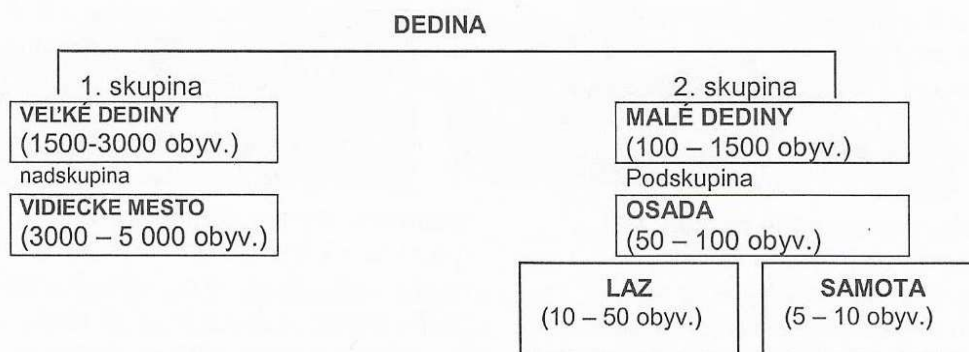 DEDINA
1. skupina
VEĽKÉ DEDINY
(1500-3000 obyv.)
nadskupina
VIDIECKE MESTO
(3000 – 5 000 obyv.)
2. skupina
MALÉ DEDINY
(100 – 1500 obyv.)
Podskupina
OSADA
(50 – 100 obyv.)
LAZ
(10 – 50 obyv.)
SAMOTA
(5 – 10 obyv.)